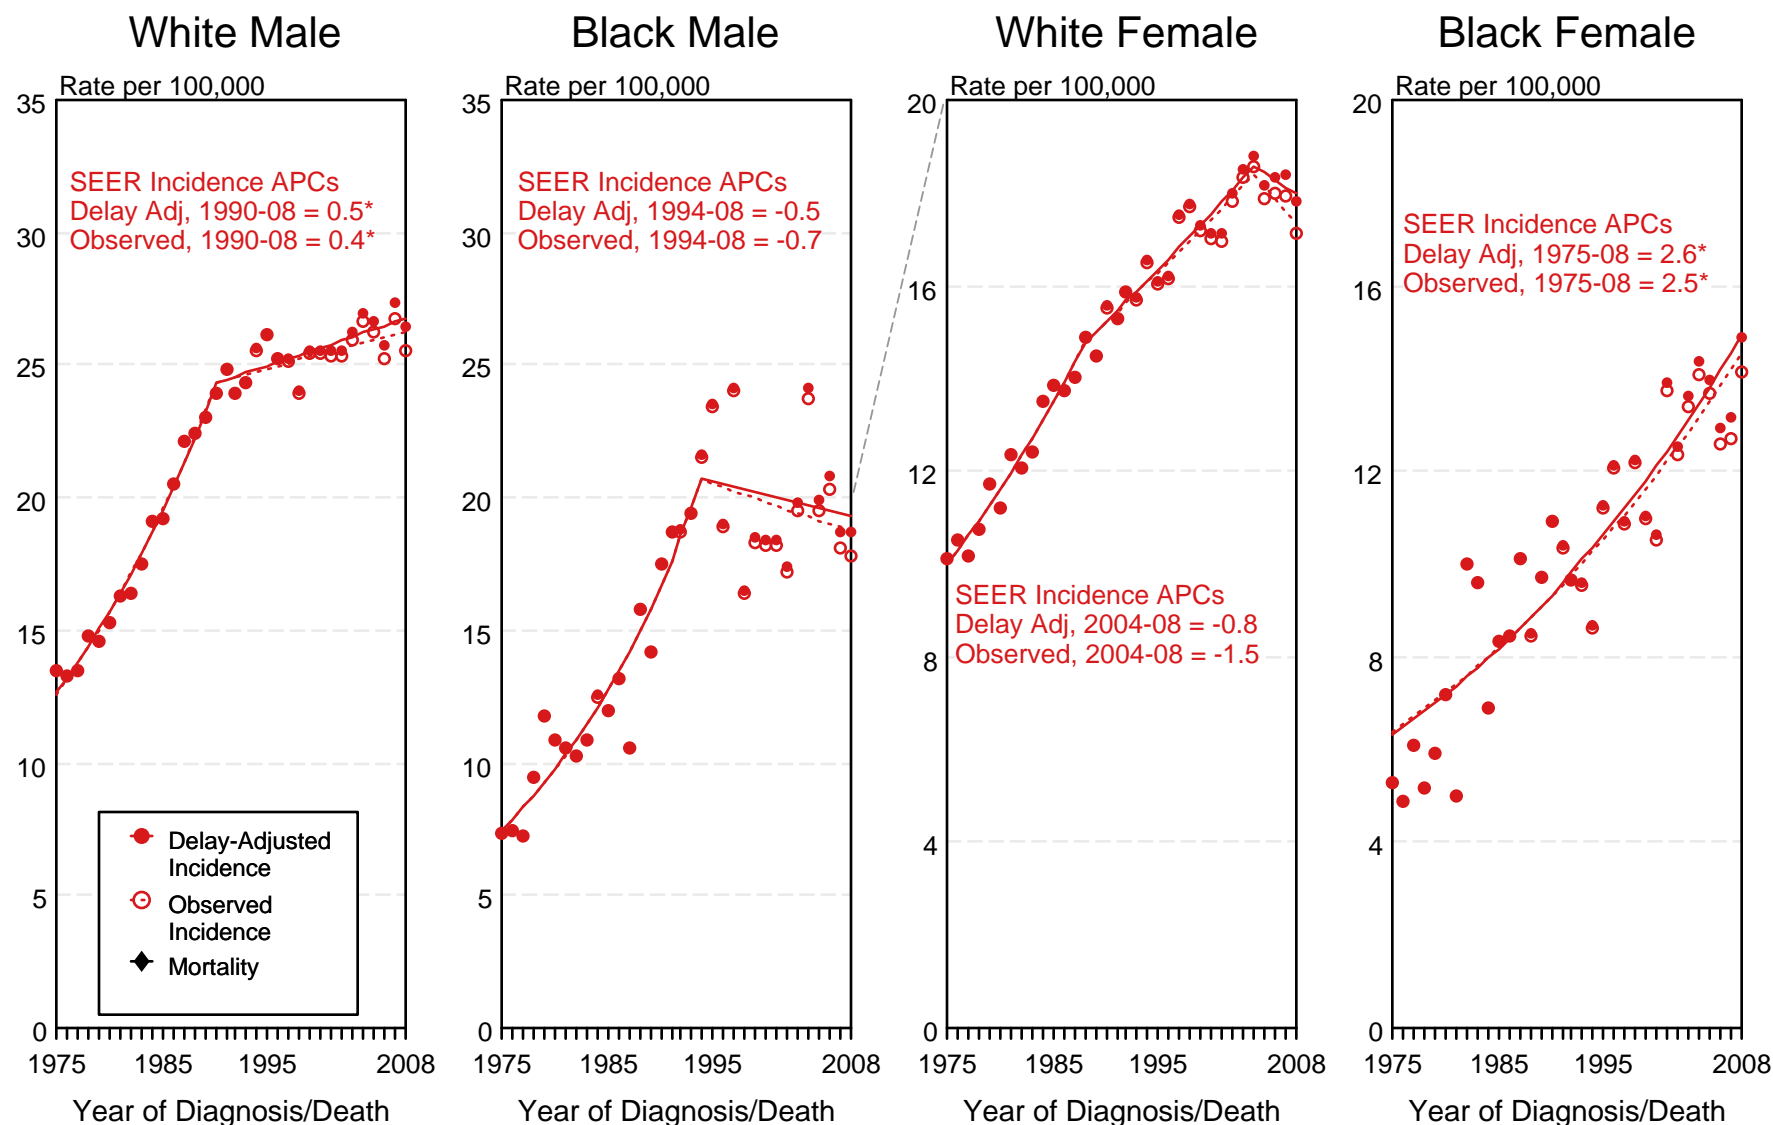 White Male
Rate per 100,000
35
30
25
20
15
10
5
0
SEER Incidence APCs
Delay Adj, 1990-08 = 0.5*
Observed, 1990-08 = 0.4*
Delay-Adjusted
Incidence
Observed
Incidence
Mortality
1975 1985 1995 2008
Year of Diagnosis/Death
Black Male
Rate per 100,000
35
30
25
20
15
10
5
0
SEER Incidence APCs
Delay Adj, 1994-08 = -0.5
Observed, 1994-08 = -0.7
1975 1985 1995 2008
Year of Diagnosis/Death
White Female
Rate per 100,000
20
16
12
8
4
0
SEER Incidence APCs
Delay Adj, 2004-08 = -0.8
Observed, 2004-08 = -1.5
1975 1985 1995 2008
Year of Diagnosis/Death
Black Female
Rate per 100,000
20
16
12
8
4
0
SEER Incidence APCs
Delay Adj, 1975-08 = 2.6*
Observed, 1975-08 = 2.5*
1975 1985 1995 2008
Year of Diagnosis/Death